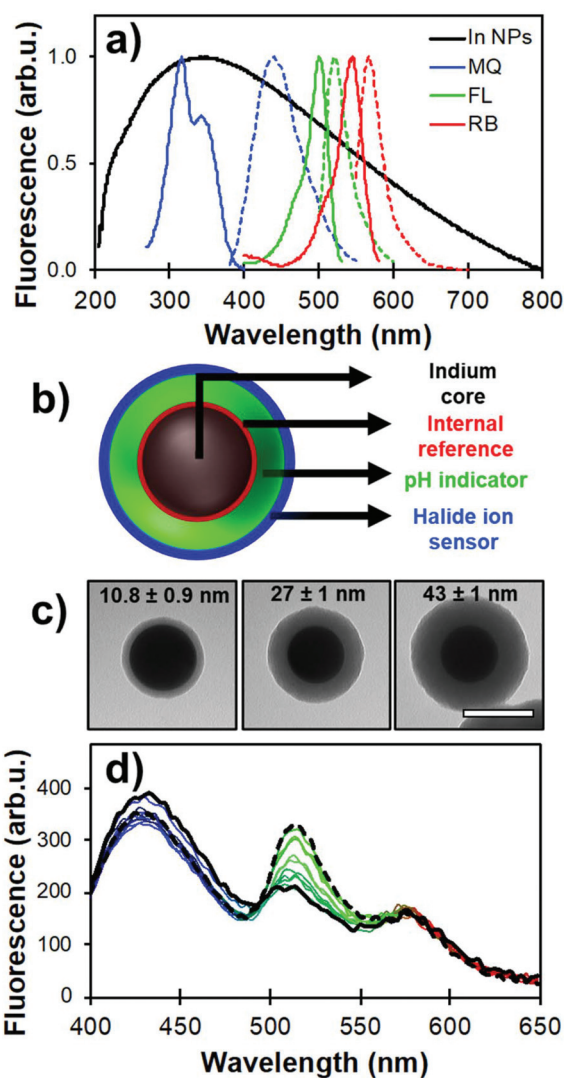 a)
In NPs
MQ
FL
RB
Fluorescence (arb.u.)
1.0
0.5
0.0
200 300 400 500 600 700 800
Wavelength (nm)
b)
Indium
core
Internal
reference
pH indicator
Halide ion
sensor
c)
10.8 ± 0.9 nm
27 ± 1 nm
43 ± 1 nm
d)
Fluorescence (arb.u.)
400
300
200
100
0
400 450 500 550 600 650
Wavelength (nm)